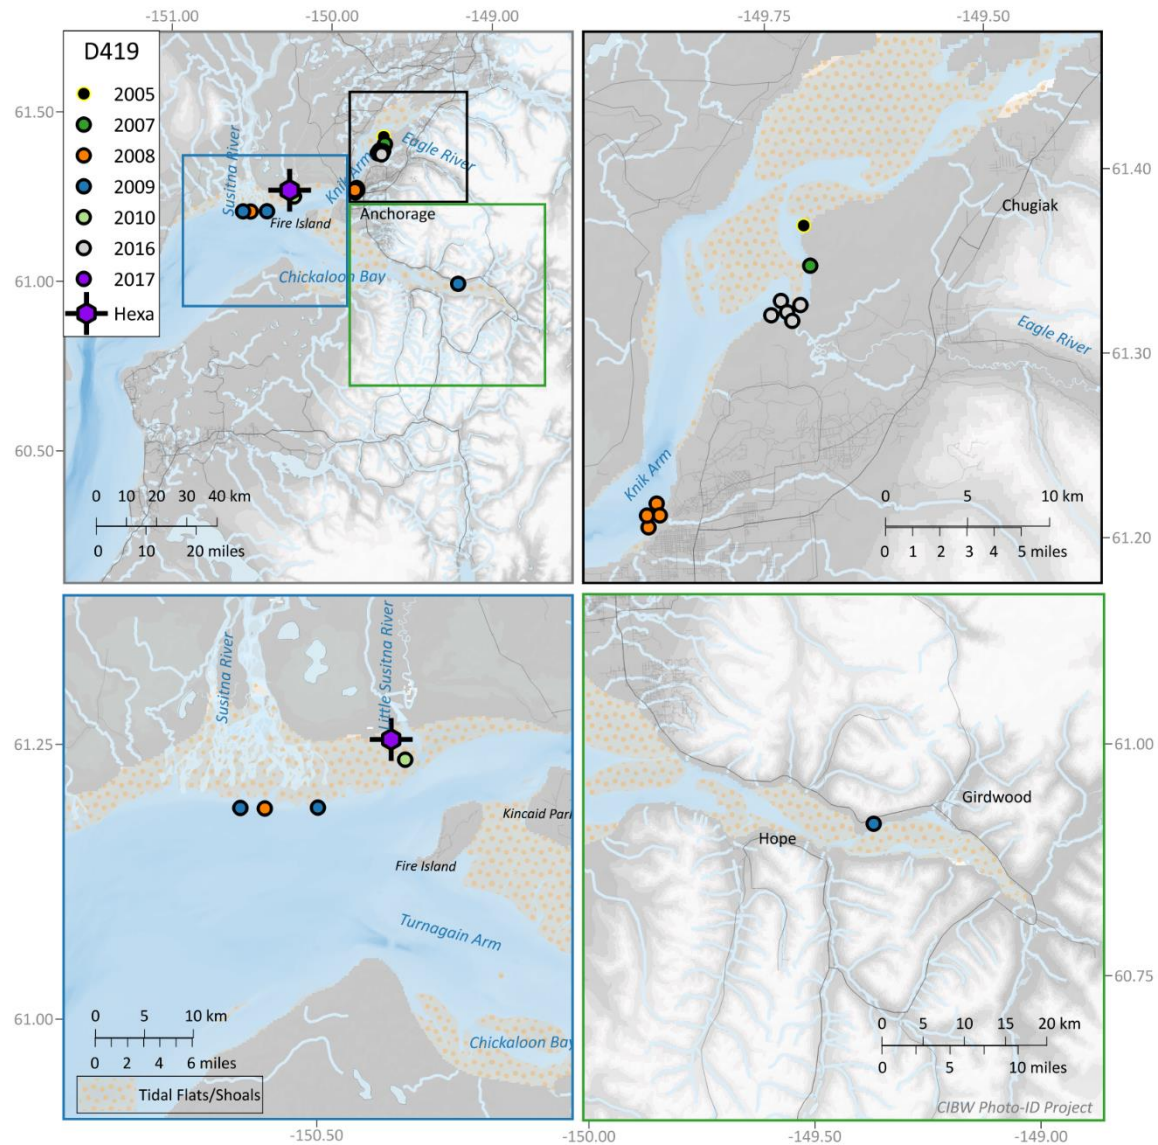 -151.00
-150.00
-149.00
-149.75
-149.50
D419
2005
2007
2008
2009
2010
2016
2017
Hexa
61.50
61.00
60.50
Susitna River
Knik Arm
Eagle River
Anchorage
Fire Island
Chickaloon Bay
0 10 20 30 40 km
0 10 20 miles
61.40
61.30
61.20
Chugiak
Eagle River
Knik Arm
0 5 10 km
0 1 2 3 4 5 miles
Susitna River
Little Susitna River
61.25
61.00
Kincaid Par
Fire Island
Turnagain Arm
Chickaloon Bay
0 5 10 km
0 2 4 6 miles
Tidal Flats/Shoals
-150.50
61.00
60.75
Girdwood
Hope
0 5 10 15 20 km
0 5 10 miles
CIBW Photo-ID Project
-150.00
-149.50
-149.00